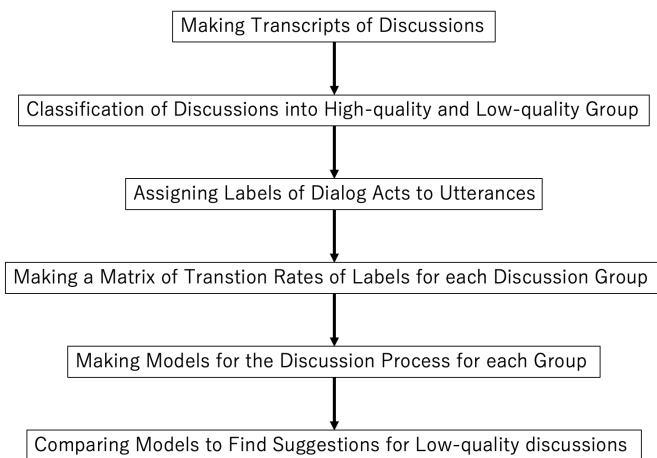 Making Transcripts of Discussions
Classification of Discussions into High-quality and Low-quality Group
Assigning Labels of Dialog Acts to Utterances
Making a Matrix of Transtion Rates of Labels for each Discussion Group
Making Models for the Discussion Process for each Group
Comparing Models to Find Suggestions for Low-quality discussions